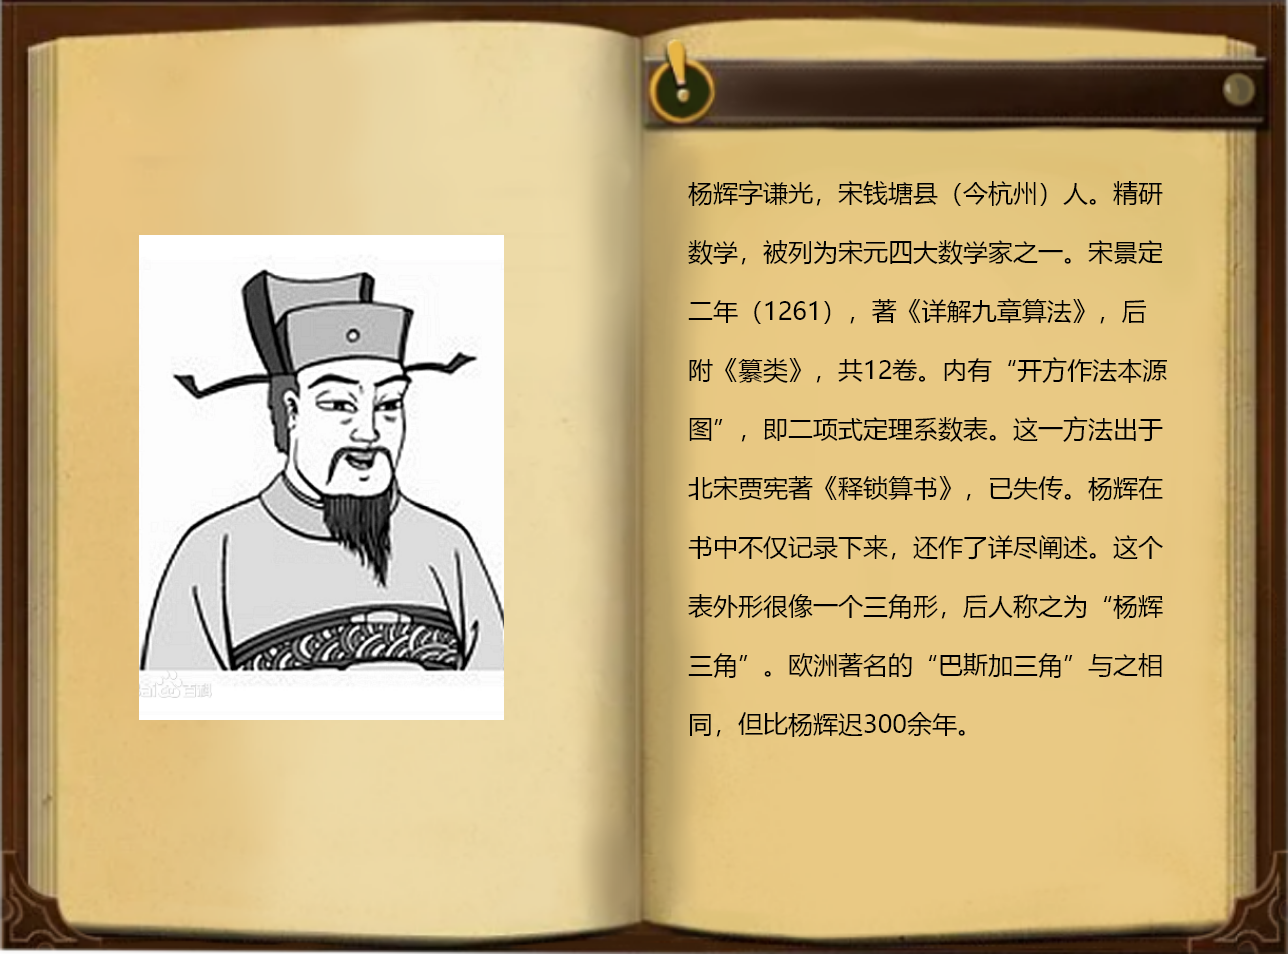 杨辉字谦光，宋钱塘县（今杭州）人。精研
数学，被列为宋元四大数学家之一。宋景定
二年（1261），著《详解九章算法》，后
附《纂类》，共12卷。内有“开方作法本源
图”，即二项式定理系数表。这一方法出于
北宋贾宪著《释锁算书》，已失传。杨辉在
书中不仅记录下来，还作了详尽阐述。这个
表外形很像一个三角形，后人称之为“杨辉
三角”。欧洲著名的“巴斯加三角”与之相
同，但比杨辉迟300余年。
百科